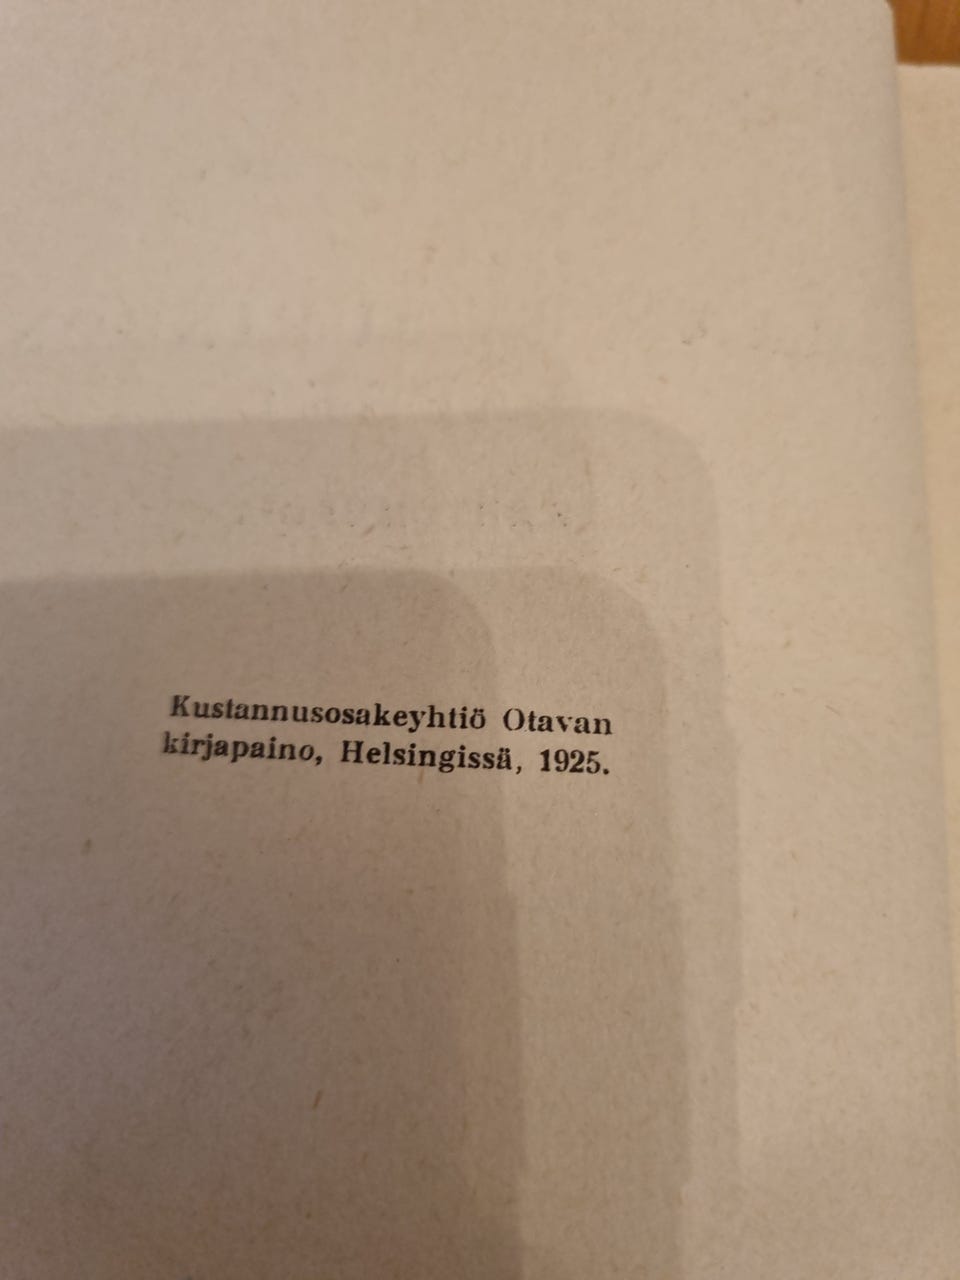 Kustannusosakeyhtiö Otavan
kirjapaino, Helsingissä, 1925.